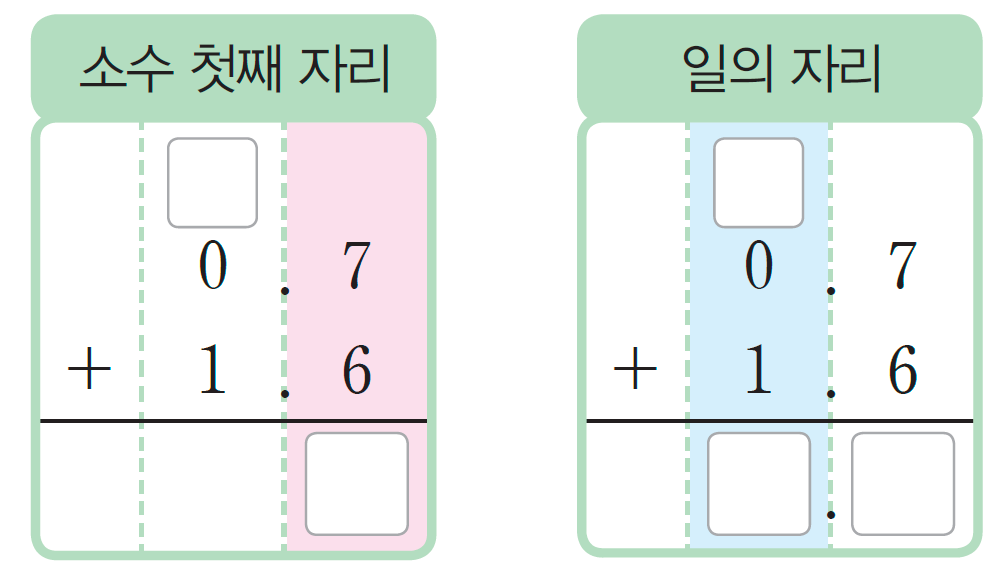 소수 첫째 자리
0 . 7
+ 1 . 6
일의 자리
0 . 7
+ 1 . 6
.